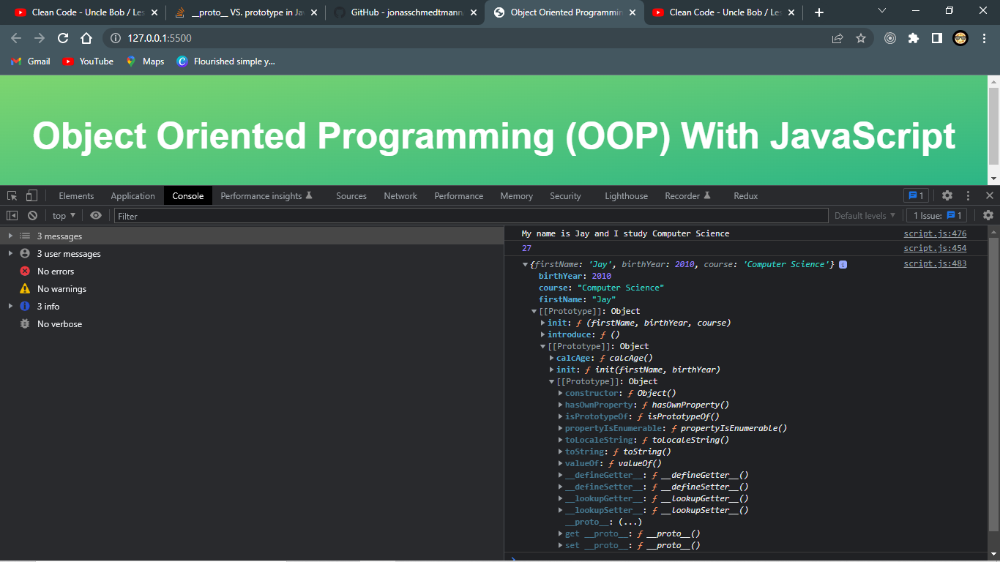 Clean Code - Uncle Bob / Les
__proto__ VS. prototype in Ja
GitHub - jonasschmedtmann/
Object Oriented Programmin
Clean Code - Uncle Bob / Les
127.0.0.1:5500
Gmail YouTube Maps Flourished simple y...
Object Oriented Programming (OOP) With JavaScript
Elements Application Console Performance insights Sources Network Performance Memory Security Lighthouse Recorder Redux 1
top Filter Default levels 1 Issue: 1
3 messages
3 user messages
No errors
No warnings
3 info
No verbose
My name is Jay and I study Computer Science script.js:476
27 script.js:454
{firstName: 'Jay', birthYear: 2010, course: 'Computer Science'} i script.js:483
birthYear: 2010
course: "Computer Science"
firstName: "Jay"
[[Prototype]]: Object
init: ƒ (firstName, birthYear, course)
introduce: ƒ ()
[[Prototype]]: Object
calcAge: ƒ calcAge()
init: ƒ init(firstName, birthYear)
[[Prototype]]: Object
constructor: ƒ Object()
hasOwnProperty: ƒ hasOwnProperty()
isPrototypeOf: ƒ isPrototypeOf()
propertyIsEnumerable: ƒ propertyIsEnumerable()
toLocaleString: ƒ toLocaleString()
toString: ƒ toString()
valueOf: ƒ valueOf()
__defineGetter__: ƒ __defineGetter__()
__defineSetter__: ƒ __defineSetter__()
__lookupGetter__: ƒ __lookupGetter__()
__lookupSetter__: ƒ __lookupSetter__()
__proto__: (...)
get __proto__: ƒ __proto__()
set __proto__: ƒ __proto__()